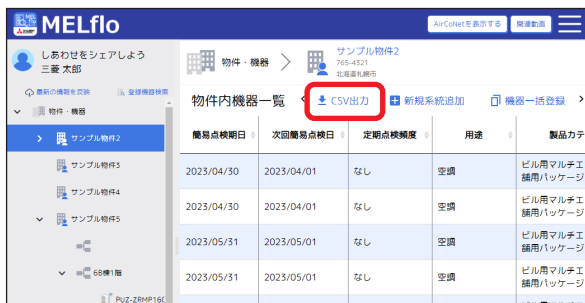 MELflo
AirCoNetを表示する
関連動画
しあわせをシェアしよう
三菱 太郎
最新の情報を反映
登録機器検索
物件・機器
サンプル物件2
サンプル物件3
サンプル物件4
サンプル物件5
6B棟1階
PUZ-ZRMP160
物件・機器
サンプル物件2
765-4321
北海道札幌市
物件内機器一覧
CSV出力
新規系統追加
機器一括登録
簡易点検期日 次回簡易点検日 定期点検頻度 用途 製品カテ
2023/04/30 2023/04/01 なし 空調 ビル用マルチエ
舗用パッケージ
2023/04/30 2023/04/01 なし 空調 ビル用マルチエ
舗用パッケージ
2023/05/31 2023/05/01 なし 空調 ビル用マルチエ
舗用パッケージ
2023/05/31 2023/05/01 なし 空調 ビル用マルチエ
舗用パッケージ